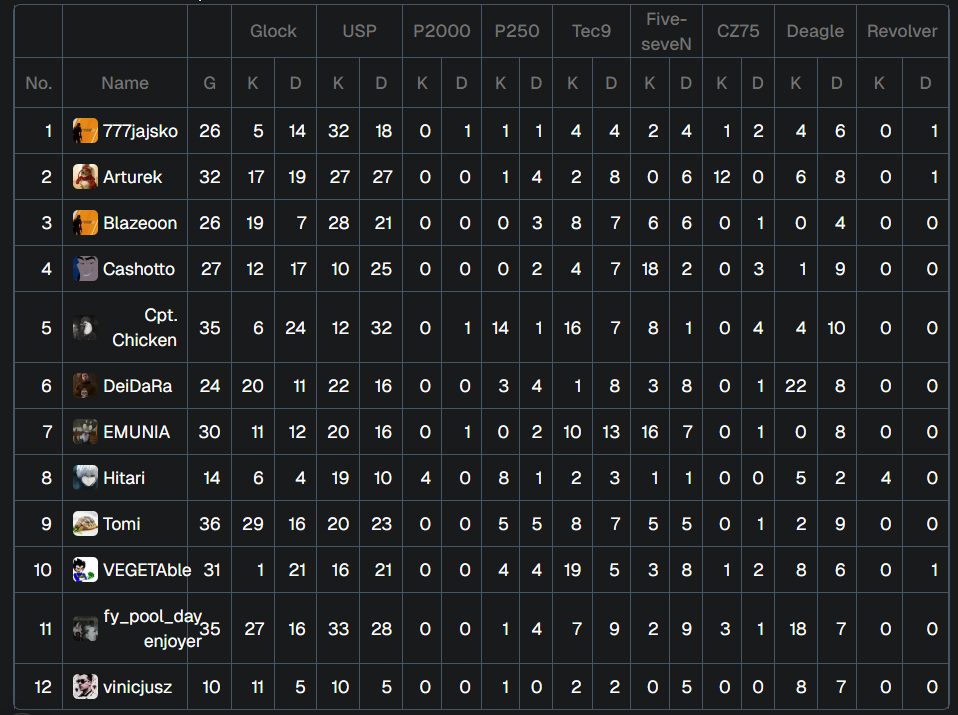 Glock USP P2000 P250 Tec9 Five-seveN CZ75 Deagle Revolver
No. Name G K D K D K D K D K D K D K D K D K D
1 777jajsko 26 5 14 32 18 0 1 1 1 4 4 2 4 1 2 4 6 0 1
2 Arturek 32 17 19 27 27 0 0 1 4 2 8 0 6 12 0 6 8 0 1
3 Blazeoon 26 19 7 28 21 0 0 0 3 8 7 6 6 0 1 0 4 0 0
4 Cashotto 27 12 17 10 25 0 0 0 2 4 7 18 2 0 3 1 9 0 0
5 Cpt. Chicken 35 6 24 12 32 0 1 14 1 16 7 8 1 0 4 4 10 0 0
6 DeiDaRa 24 20 11 22 16 0 0 3 4 1 8 3 8 0 1 22 8 0 0
7 EMUNIA 30 11 12 20 16 0 1 0 2 10 13 16 7 0 1 0 8 0 0
8 Hitari 14 6 4 19 10 4 0 8 1 2 3 1 1 0 0 5 2 4 0
9 Tomi 36 29 16 20 23 0 0 5 5 8 7 5 5 0 1 2 9 0 0
10 VEGETAble 31 1 21 16 21 0 0 4 4 19 5 3 8 1 2 8 6 0 1
11 fy_pool_day enjoyer 35 27 16 33 28 0 0 1 4 7 9 2 9 3 1 18 7 0 0
12 vinicjusz 10 11 5 10 5 0 0 1 0 2 2 0 5 0 0 8 7 0 0